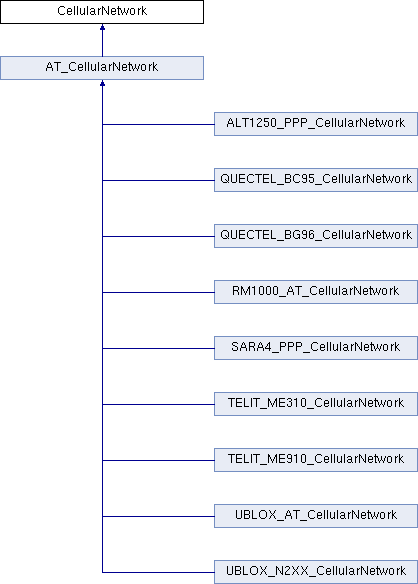 CellularNetwork
AT_CellularNetwork
ALT1250_PPP_CellularNetwork
QUECTEL_BC95_CellularNetwork
QUECTEL_BG96_CellularNetwork
RM1000_AT_CellularNetwork
SARA4_PPP_CellularNetwork
TELIT_ME310_CellularNetwork
TELIT_ME910_CellularNetwork
UBLOX_AT_CellularNetwork
UBLOX_N2XX_CellularNetwork